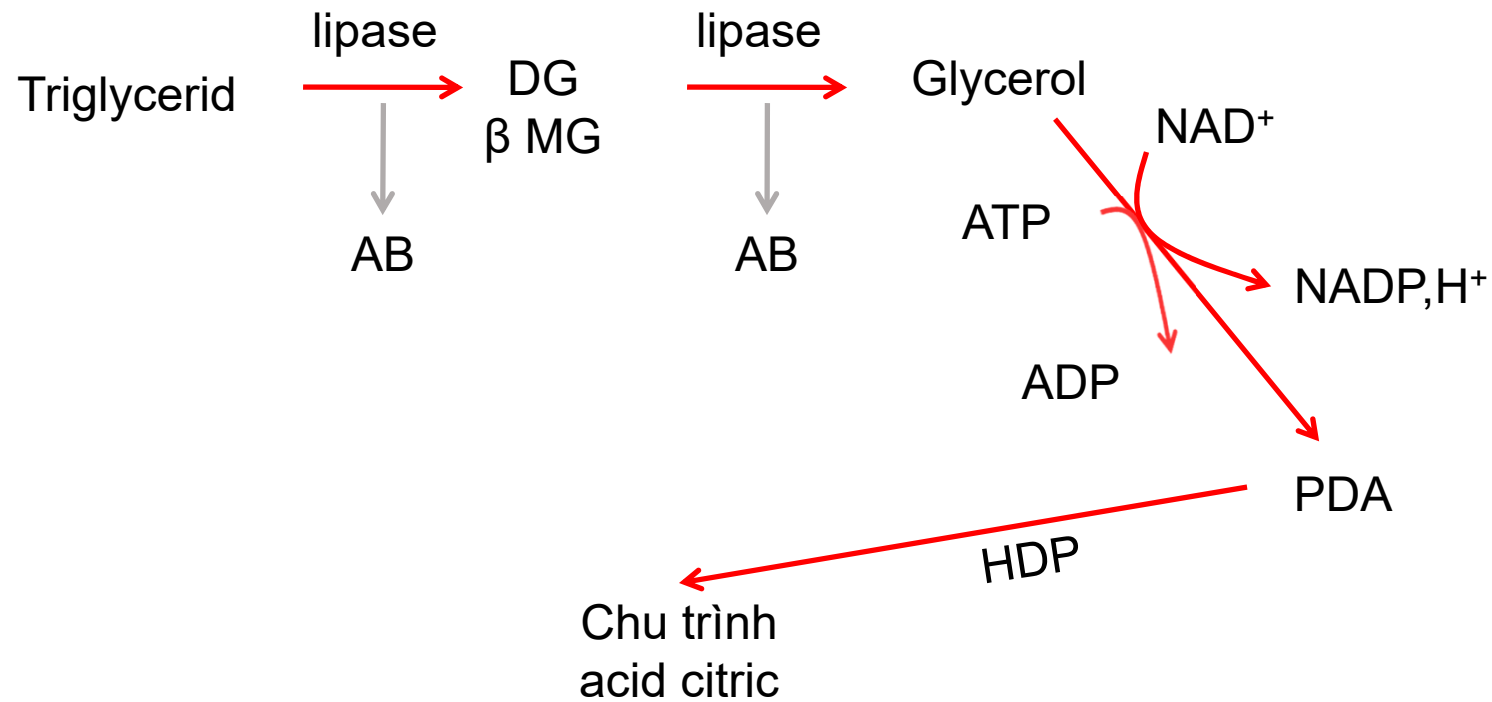 lipase
lipase
Triglycerid
DG
β MG
Glycerol
NAD⁺
AB
AB
ATP
NADP,H⁺
ADP
PDA
HDP
Chu trình
acid citric